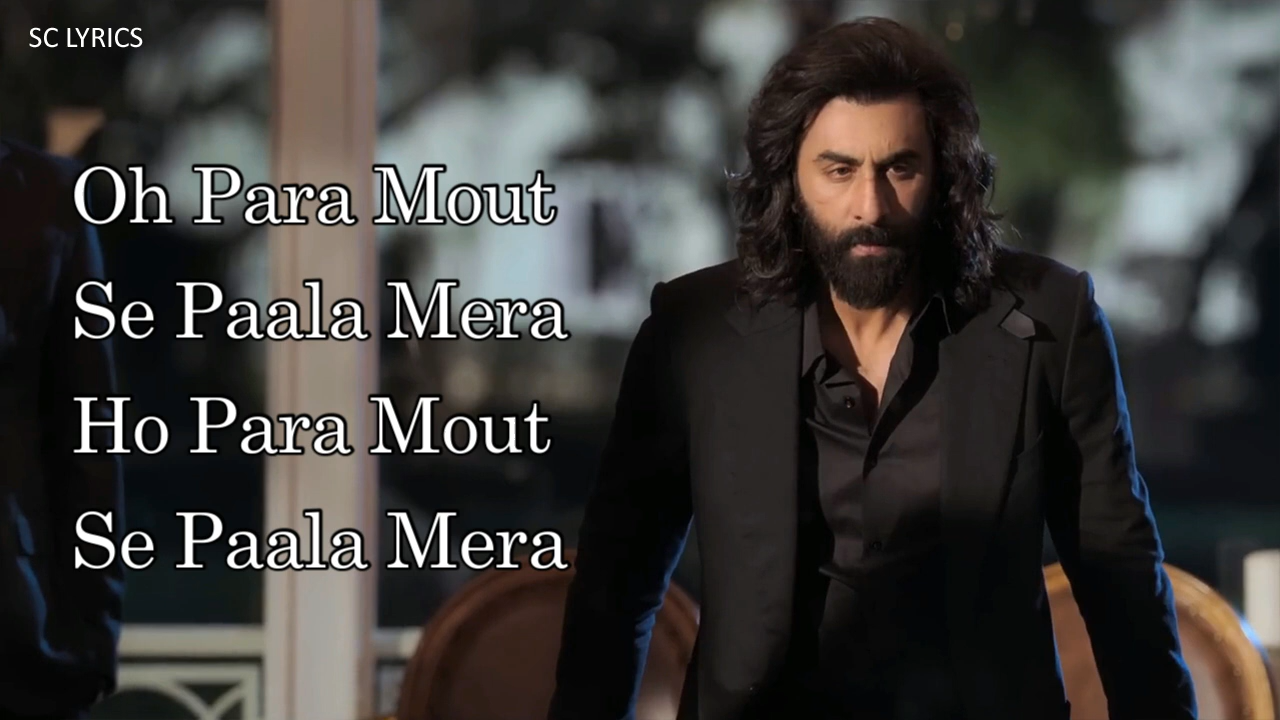 SC LYRICS
Oh Para Mout
Se Paala Mera
Ho Para Mout
Se Paala Mera